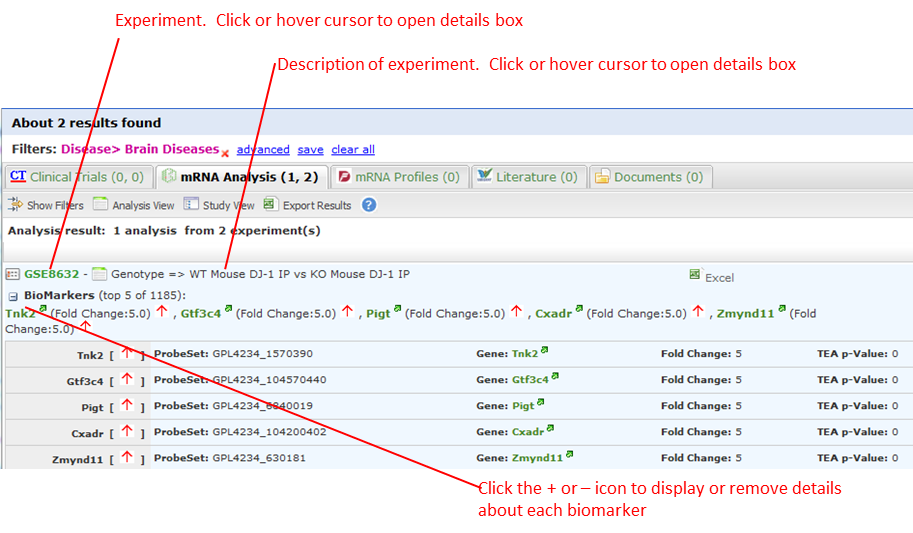 Experiment. Click or hover cursor to open details box
Description of experiment. Click or hover cursor to open details box
About 2 results found
Filters: Disease> Brain Diseases advanced save clear all
CT Clinical Trials (0, 0) mRNA Analysis (1, 2) mRNA Profiles (0) Literature (0) Documents (0)
Show Filters Analysis View Study View Export Results ?
Analysis result: 1 analysis from 2 experiment(s)
GSE8632 - Genotype => WT Mouse DJ-1 IP vs KO Mouse DJ-1 IP Excel
BioMarkers (top 5 of 1185):
Tnk2 (Fold Change:5.0) , Gtf3c4 (Fold Change:5.0) , Pigt (Fold Change:5.0) , Cxadr (Fold Change:5.0) , Zmynd11 (Fold
Change:5.0)
Tnk2 [ ] ProbeSet: GPL4234_1570390 Gene: Tnk2 Fold Change: 5 TEA p-Value: 0
Gtf3c4 [ ] ProbeSet: GPL4234_104570440 Gene: Gtf3c4 Fold Change: 5 TEA p-Value: 0
Pigt [ ] ProbeSet: GPL4234_6840019 Gene: Pigt Fold Change: 5 TEA p-Value: 0
Cxadr [ ] ProbeSet: GPL4234_104200402 Gene: Cxadr Fold Change: 5 TEA p-Value: 0
Zmynd11 [ ] ProbeSet: GPL4234_630181 Gene: Zmynd11 Fold Change: 5 TEA p-Value: 0
Click the + or – icon to display or remove details
about each biomarker